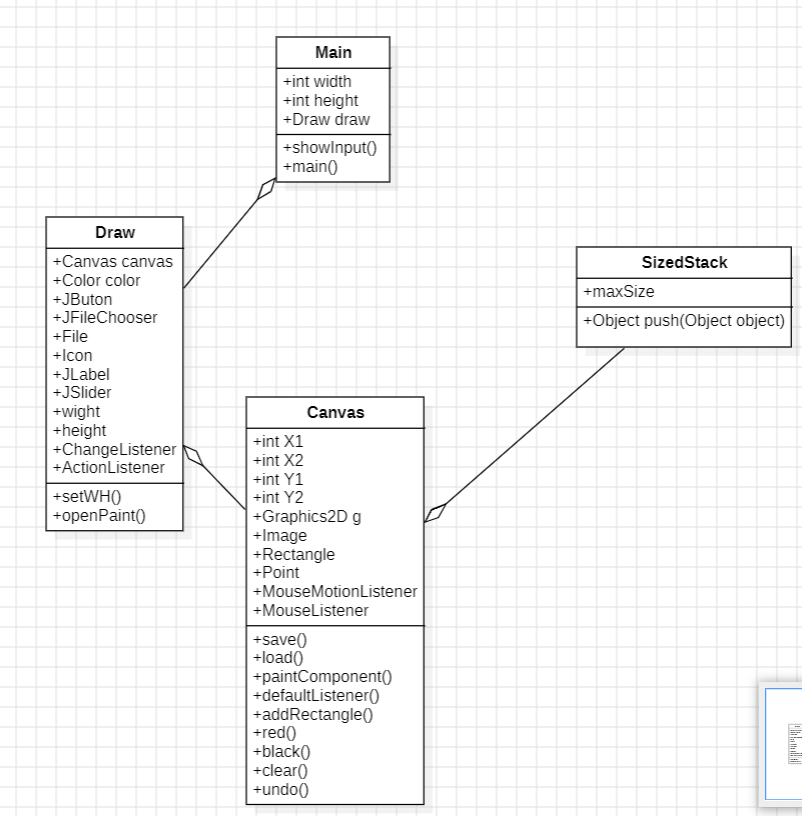 Main
+int width
+int height
+Draw draw
+showInput()
+main()
Draw
+Canvas canvas
+Color color
+JButon
+JFileChooser
+File
+Icon
+JLabel
+JSlider
+wight
+height
+ChangeListener
+ActionListener
+setWH()
+openPaint()
SizedStack
+maxSize
+Object push(Object object)
Canvas
+int X1
+int X2
+int Y1
+int Y2
+Graphics2D g
+Image
+Rectangle
+Point
+MouseMotionListener
+MouseListener
+save()
+load()
+paintComponent()
+defaultListener()
+addRectangle()
+red()
+black()
+clear()
+undo()